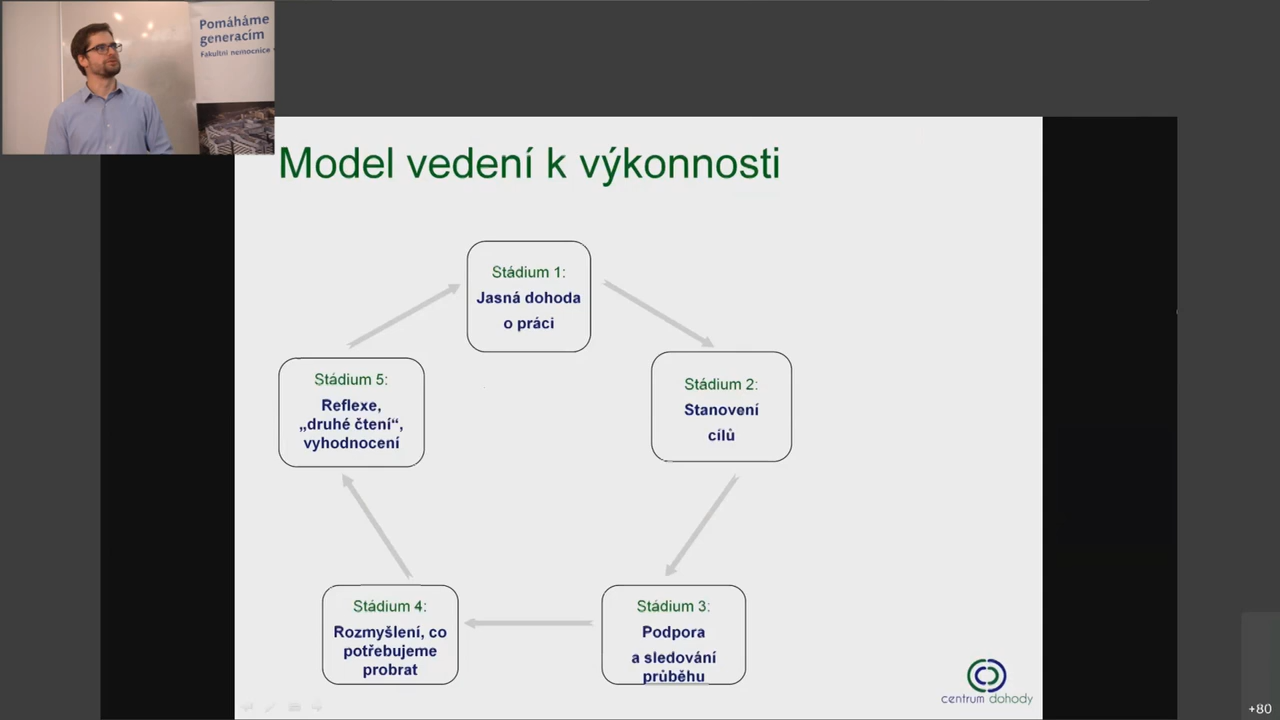 Pomáháme
generacím
Fakultní nemocnice
Model vedení k výkonnosti
Stádium 1:
Jasná dohoda
o práci
Stádium 2:
Stanovení
cílů
Stádium 3:
Podpora
a sledování
průběhu
Stádium 4:
Rozmyšlení, co
potřebujeme
probrat
Stádium 5:
Reflexe,
„druhé čtení“,
vyhodnocení
centrum dohody
+80